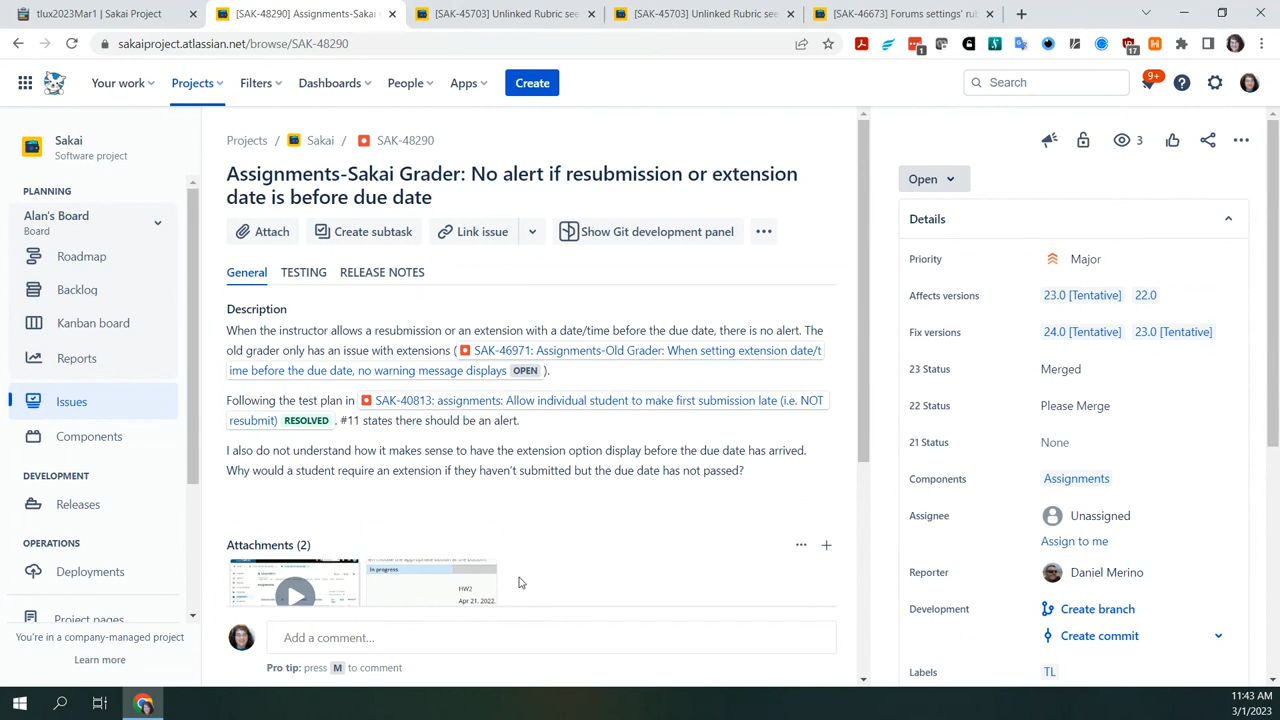 tlux2023Mar1 | Sakai Project
[SAK-48290] Assignments-Sakai
[SAK-45703] Unlinked Rubric see
[SAK-45703] Unlinked Rubric see
[SAK-46673] Forums settings' rub
sakaiproject.atlassian.net/browse/SAK-48290
1
17
Your work
Projects
Filters
Dashboards
People
Apps
Create
Search
9+
Sakai
Software project
PLANNING
Alan's Board
Board
Roadmap
Backlog
Kanban board
Reports
Issues
Components
DEVELOPMENT
Releases
OPERATIONS
Deployments
Project pages
You're in a company-managed project
Learn more
Projects / Sakai / SAK-48290
Assignments-Sakai Grader: No alert if resubmission or extension
date is before due date
Attach
Create subtask
Link issue
Show Git development panel
General
TESTING
RELEASE NOTES
Description
When the instructor allows a resubmission or an extension with a date/time before the due date, there is no alert. The
old grader only has an issue with extensions ( SAK-46971: Assignments-Old Grader: When setting extension date/t
ime before the due date, no warning message displays OPEN ).
Following the test plan in SAK-40813: assignments: Allow individual student to make first submission late (i.e. NOT
resubmit) RESOLVED . #11 states there should be an alert.
I also do not understand how it makes sense to have the extension option display before the due date has arrived.
Why would a student require an extension if they haven't submitted but the due date has not passed?
Attachments (2)
In progress
HW2
Apr 21, 2022,
Add a comment...
Pro tip: press M to comment
3
Open
Details
Priority
Major
Affects versions
23.0 [Tentative] 22.0
Fix versions
24.0 [Tentative] 23.0 [Tentative]
23 Status
Merged
22 Status
Please Merge
21 Status
None
Components
Assignments
Assignee
Unassigned
Assign to me
Reporter
Daniel Merino
Development
Create branch
Create commit
Labels
TL
11:43 AM
3/1/2023